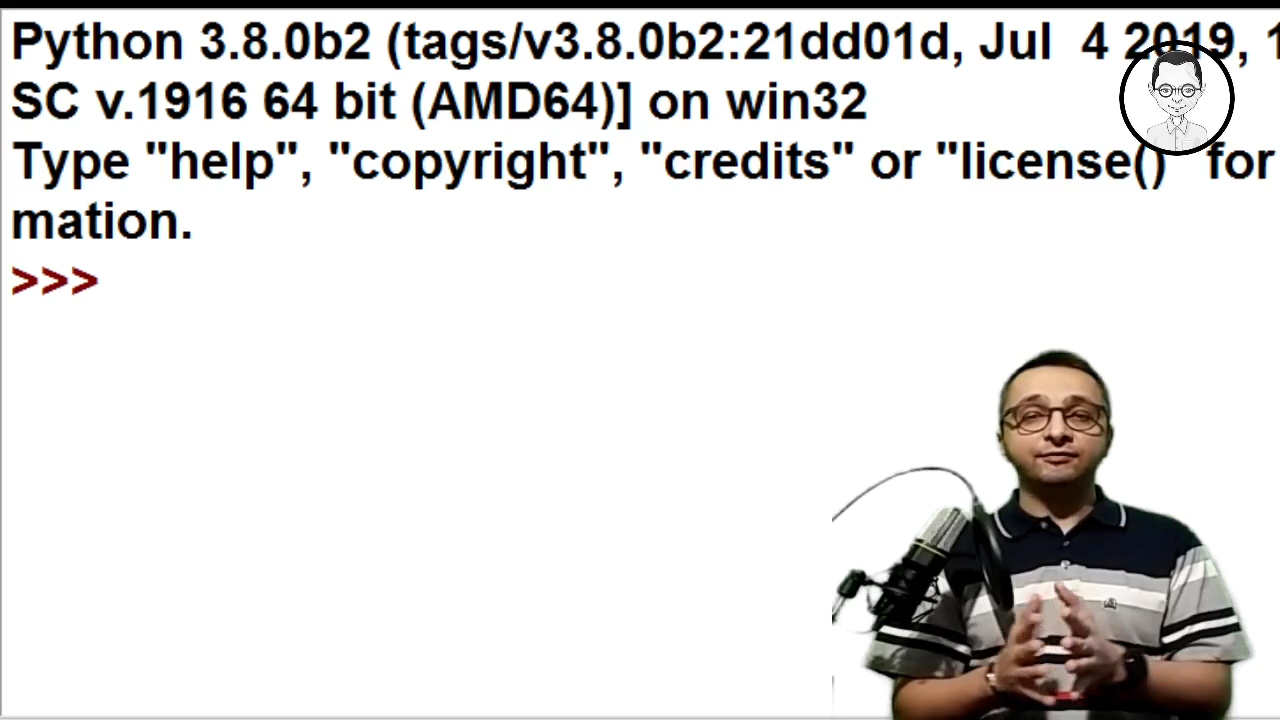 Python 3.8.0b2 (tags/v3.8.0b2:21dd01d, Jul  4 2019, 1
SC v.1916 64 bit (AMD64)] on win32
Type "help", "copyright", "credits" or "license()" for
mation.
>>>